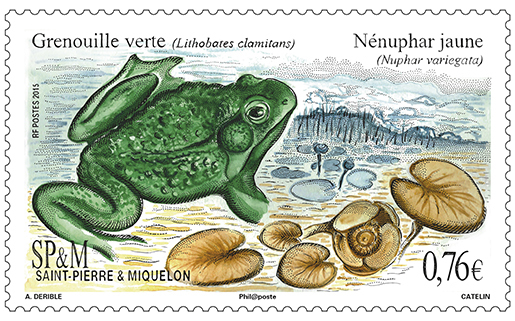 Grenouille verte (Lithobates clamitans)
Nénuphar jaune
(Nuphar variegata)
RF POSTES 2015
SP&M
SAINT-PIERRE & MIQUELON
0,76€
A. DERIBLE
Phil@poste
CATELIN